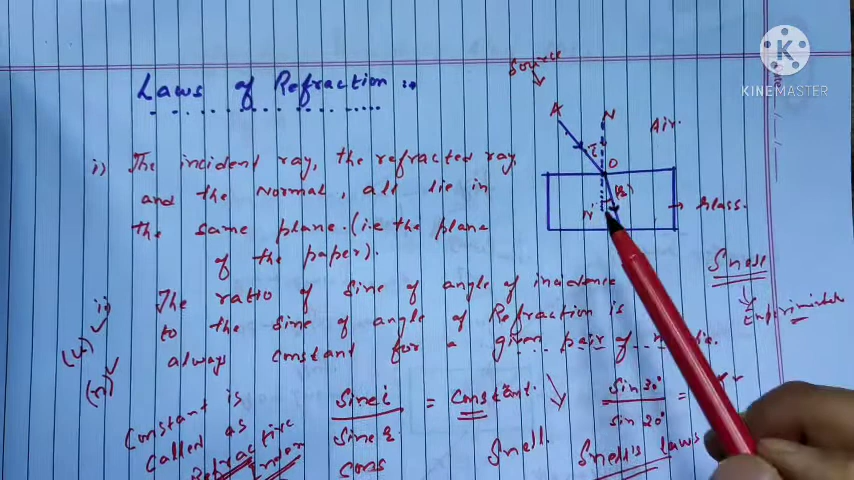 KINEMASTER
Source
Laws of Refraction :-
A
N
Air.
i
O
i) The incident ray, the refracted ray
and the Normal, all lie in
N'
→ Glass.
the same plane. (i.e the plane
of the paper).
Snell
ii) The ratio of sine of angle of incidence
to the sine of angle of Refraction is
always constant for a given pair of
(μ)
(n)
Constant is
called as
Refractive
Index
Sine i
= Constant.
Sine r
Snell.
Sin 30°
=
Sin 20°
Snell's laws